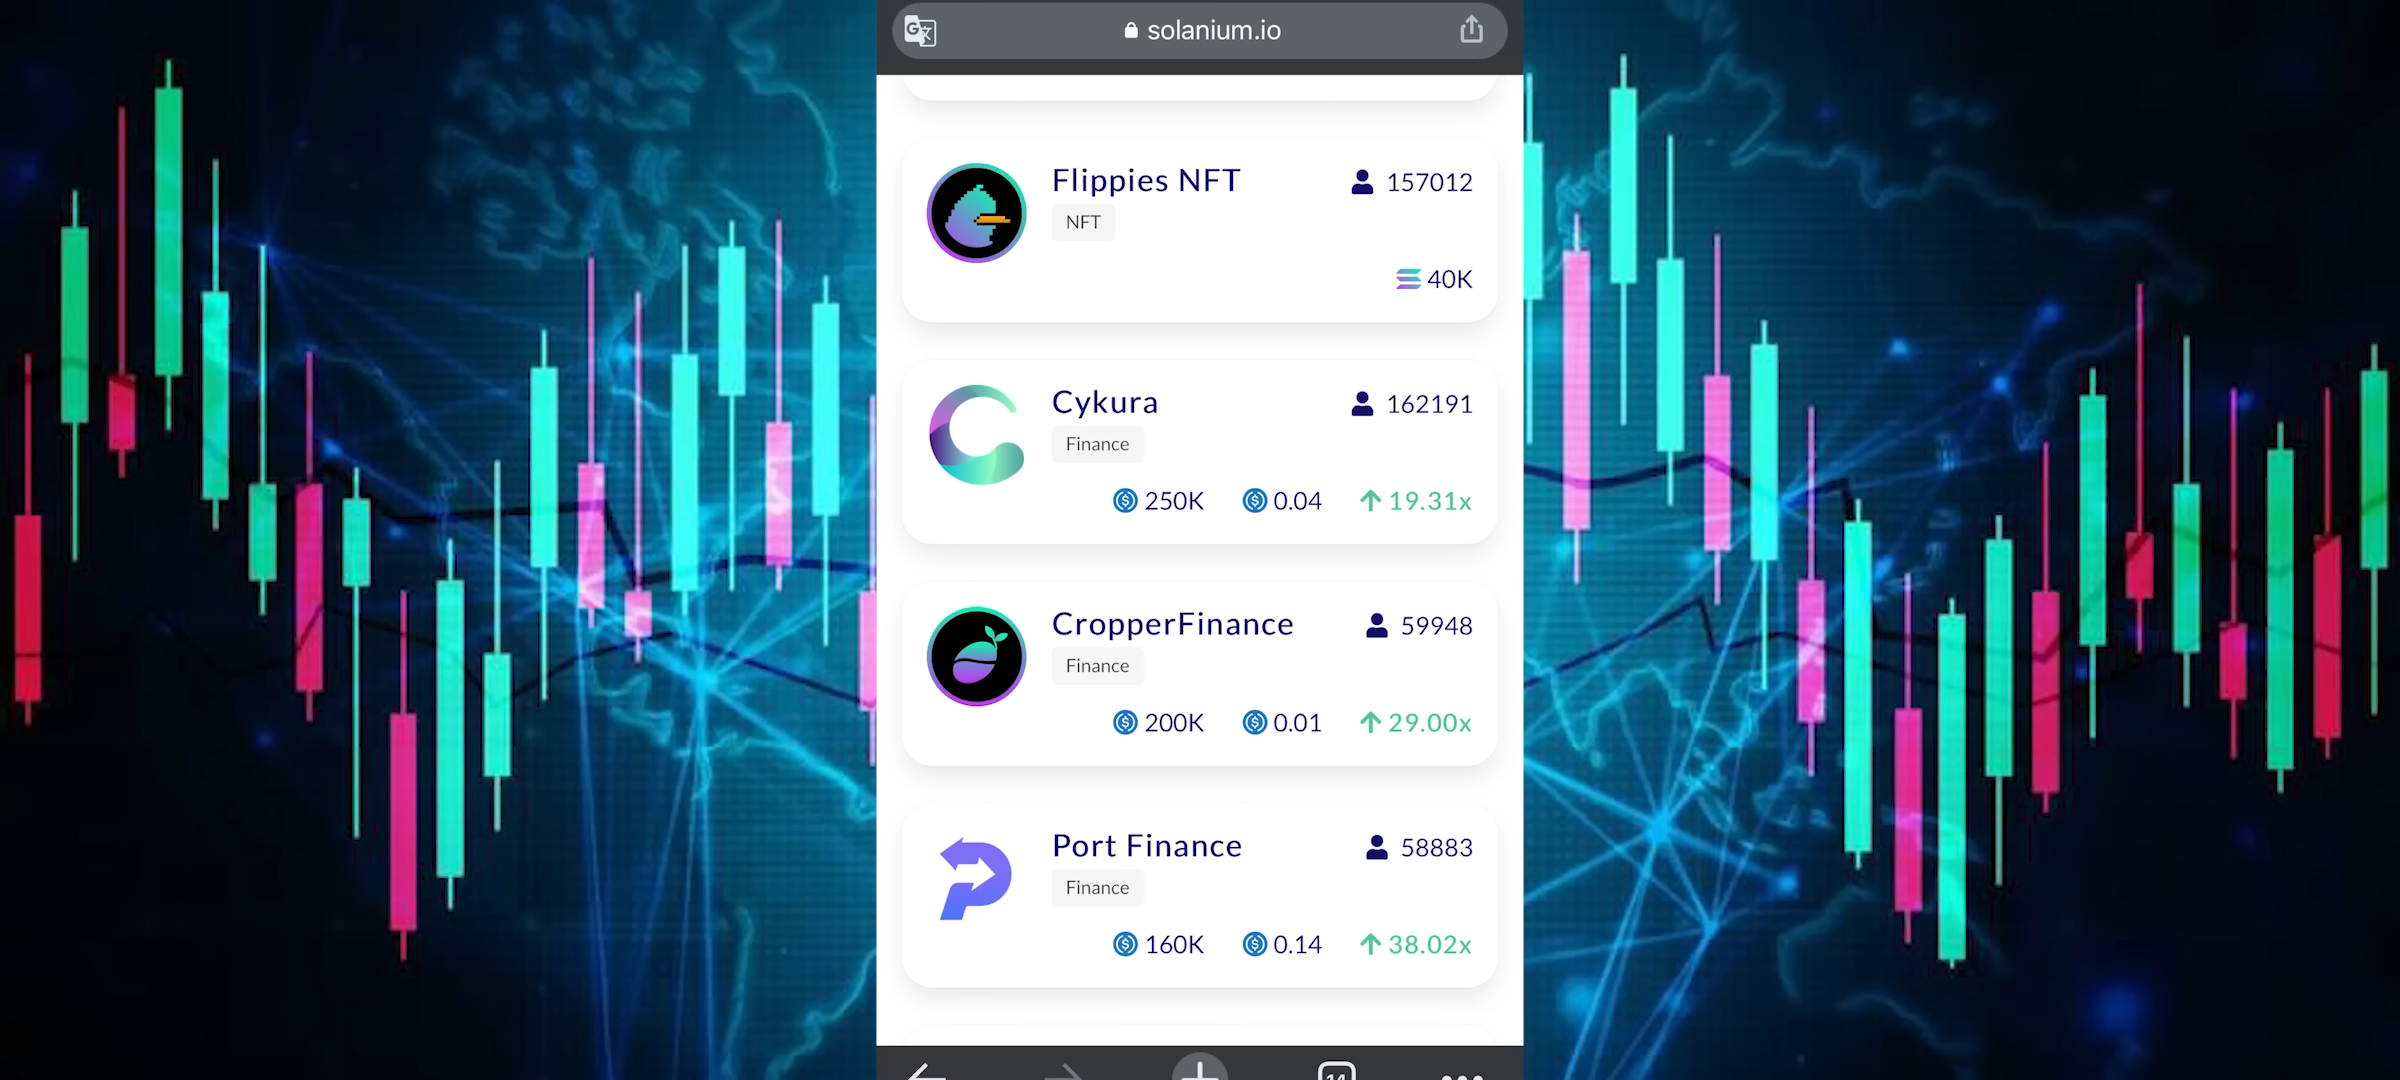 solanium.io
Flippies NFT 157012
NFT
40K
Cykura 162191
Finance
250K 0.04 19.31x
CropperFinance 59948
Finance
200K 0.01 29.00x
Port Finance 58883
Finance
160K 0.14 38.02x